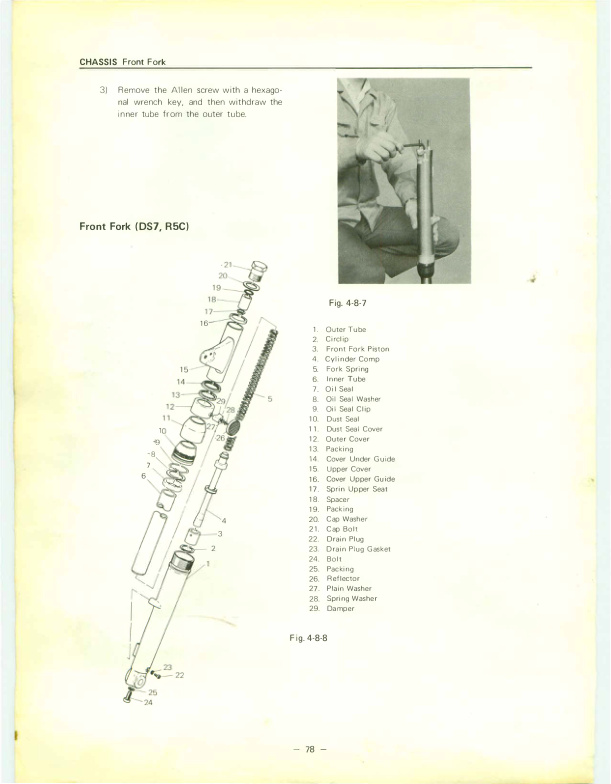 CHASSIS Front Fork
3) Remove the Allen screw with a hexago-
nal wrench key, and then withdraw the
inner tube from the outer tube.
Front Fork (DS7, R5C)
Fig. 4-8-7
21
20
19
18
17
16
15
14
13
12
11
10
9
8
7
6
29
28
27
26
5
4
3
2
1
23
22
25
24
1. Outer Tube
2. Circlip
3. Front Fork Piston
4. Cylinder Comp
5. Fork Spring
6. Inner Tube
7. Oil Seal
8. Oil Seal Washer
9. Oil Seal Clip
10. Dust Seal
11. Dust Seal Cover
12. Outer Cover
13. Packing
14. Cover Under Guide
15. Upper Cover
16. Cover Upper Guide
17. Sprin Upper Seat
18. Spacer
19. Packing
20. Cap Washer
21. Cap Bolt
22. Drain Plug
23. Drain Plug Gasket
24. Bolt
25. Packing
26. Reflector
27. Plain Washer
28. Spring Washer
29. Damper
Fig. 4-8-8
– 78 –